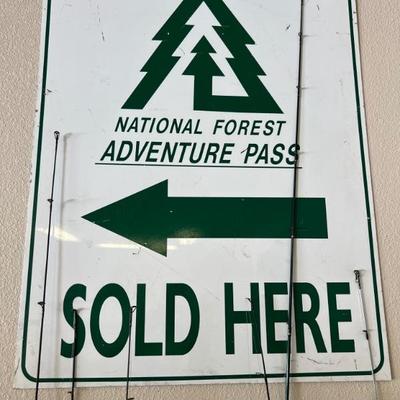 NATIONAL FOREST
ADVENTURE PASS
SOLD HERE